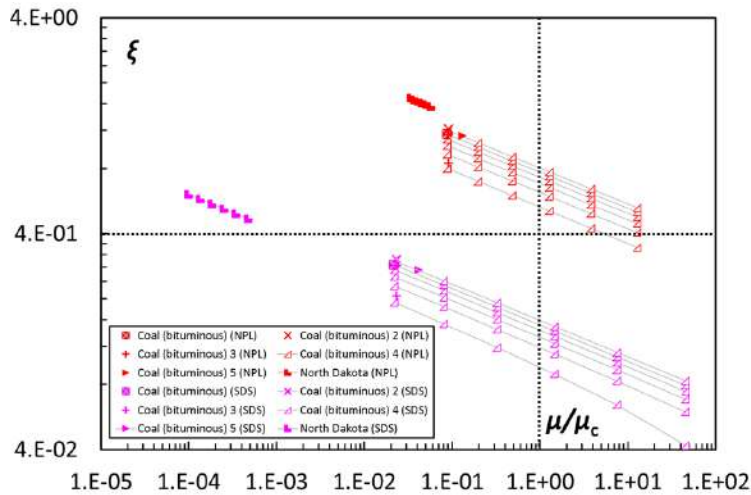 4.E+00
ξ
4.E-01
Coal (bituminous) (NPL) Coal (bituminous) 2 (NPL)
Coal (bituminous) 3 (NPL) Coal (bituminous) 4 (NPL)
Coal (bituminous) 5 (NPL) North Dakota (NPL)
Coal (bituminous) (SDS) Coal (bituminuos) 2 (SDS)
Coal (bituminous) 3 (SDS) Coal (bituminous) 4 (SDS)
Coal (bituminous) 5 (SDS) North Dakota (SDS)
μ/μc
4.E-02
1.E-05 1.E-04 1.E-03 1.E-02 1.E-01 1.E+00 1.E+01 1.E+02